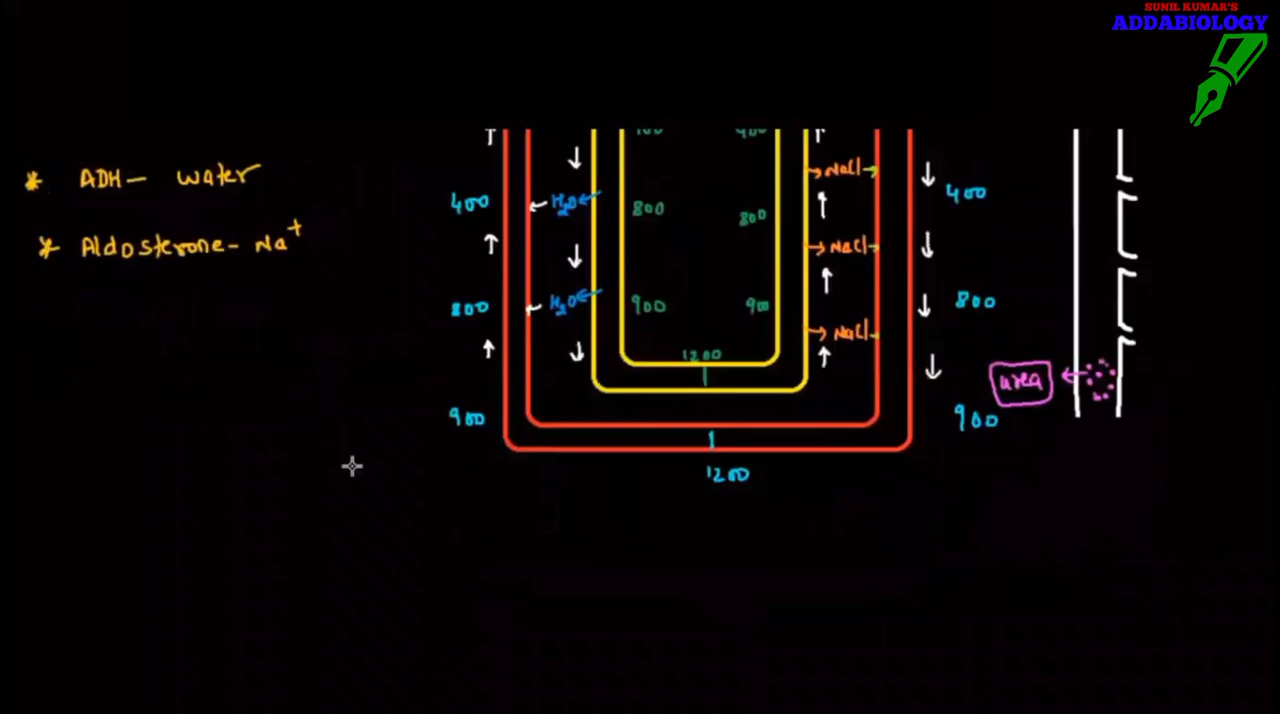 SUNIL KUMAR'S
ADDABIOLOGY
* ADH - water
* Aldosterone - Na+
400 H2O 800 800 NaCl 400
NaCl
800 H2O 900 900 NaCl 800
1200
900 urea 900
1200